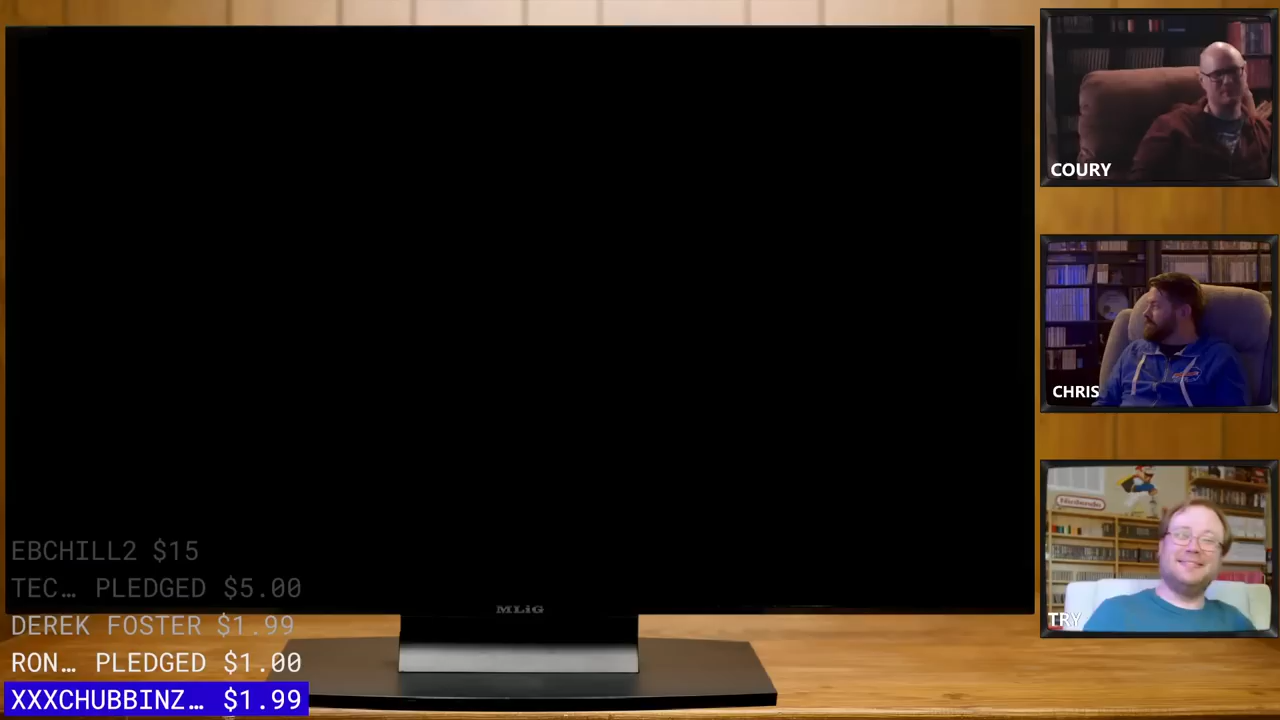 COURY
CHRIS
Nintendo
TRY
MLiG
EBCHILL2 $15
TEC… PLEDGED $5.00
DEREK FOSTER $1.99
RON… PLEDGED $1.00
XXXCHUBBINZ… $1.99